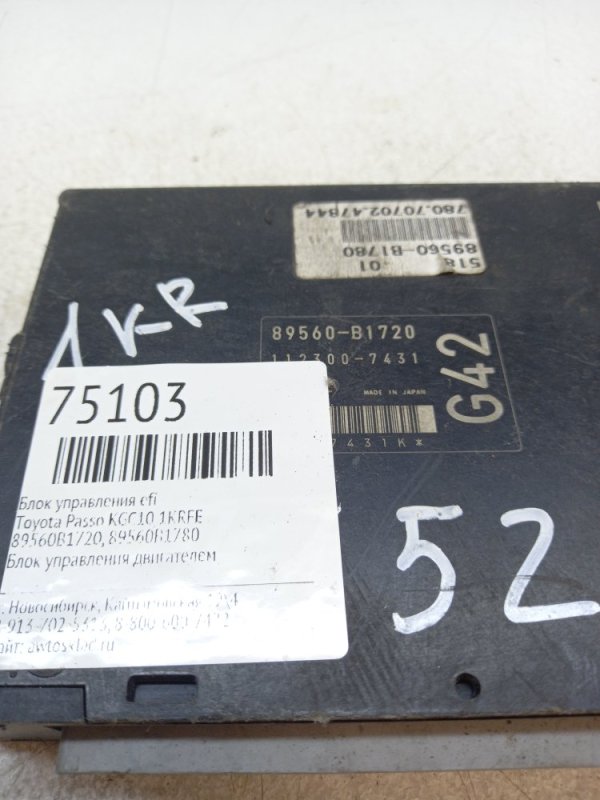 780.70702.47844
89560-B1780
518 .01
1KR
89560-B1720
112300-7431
MADE IN JAPAN
7431K*
G42
52
75103
Блок управления efi
Toyota Passo KGC10 1KRFE
89560B1720, 89560B1780
Блок управления двигателем
г. Новосибирск,